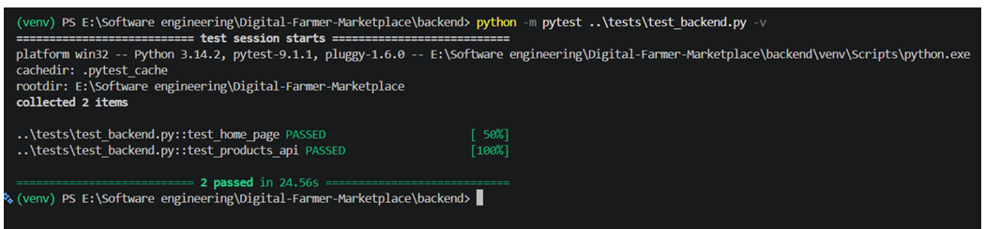 (venv) PS E:\Software engineering\Digital-Farmer-Marketplace\backend> python -m pytest ..\tests\test_backend.py -v
=========================== test session starts ===========================
platform win32 -- Python 3.14.2, pytest-9.1.1, pluggy-1.6.0 -- E:\Software engineering\Digital-Farmer-Marketplace\backend\venv\Scripts\python.exe
cachedir: .pytest_cache
rootdir: E:\Software engineering\Digital-Farmer-Marketplace
collected 2 items
..\tests\test_backend.py::test_home_page PASSED [ 50%]
..\tests\test_backend.py::test_products_api PASSED [100%]
=========================== 2 passed in 24.56s ============================
(venv) PS E:\Software engineering\Digital-Farmer-Marketplace\backend>